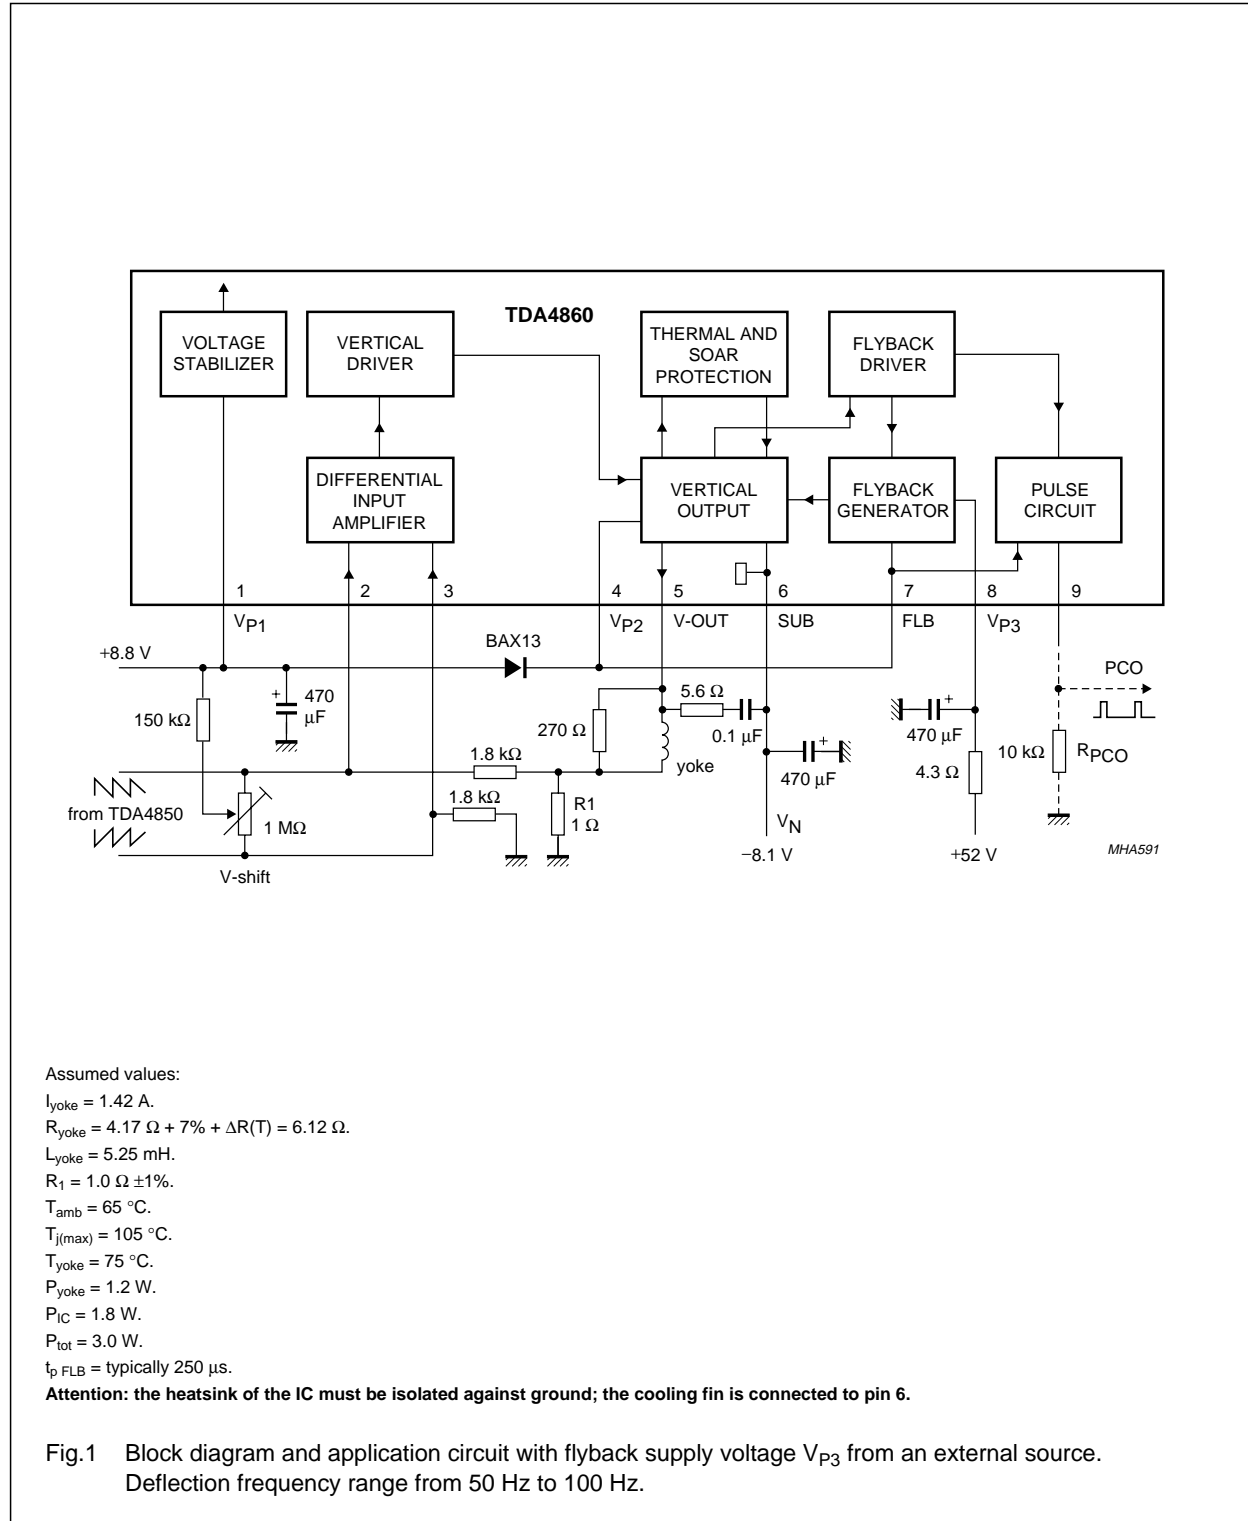 TDA4860
VOLTAGE
STABILIZER
VERTICAL
DRIVER
THERMAL AND
SOAR
PROTECTION
FLYBACK
DRIVER
DIFFERENTIAL
INPUT
AMPLIFIER
VERTICAL
OUTPUT
FLYBACK
GENERATOR
PULSE
CIRCUIT
1 2 3 4 5 6 7 8 9
VP1 VP2 V-OUT SUB FLB VP3
+8.8 V
BAX13
PCO
150 kΩ
+ 470
μF
270 Ω
5.6 Ω
0.1 μF
+
470 μF
+
470 μF
4.3 Ω
10 kΩ
RPCO
1.8 kΩ
yoke
from TDA4850
1 MΩ
1.8 kΩ
R1
1 Ω
VN
−8.1 V
+52 V
MHA591
V-shift
Assumed values:
Iyoke = 1.42 A.
Ryoke = 4.17 Ω + 7% + ΔR(T) = 6.12 Ω.
Lyoke = 5.25 mH.
R1 = 1.0 Ω ±1%.
Tamb = 65 °C.
Tj(max) = 105 °C.
Tyoke = 75 °C.
Pyoke = 1.2 W.
PIC = 1.8 W.
Ptot = 3.0 W.
tp FLB = typically 250 μs.
Attention: the heatsink of the IC must be isolated against ground; the cooling fin is connected to pin 6.
Fig.1 Block diagram and application circuit with flyback supply voltage VP3 from an external source.
Deflection frequency range from 50 Hz to 100 Hz.